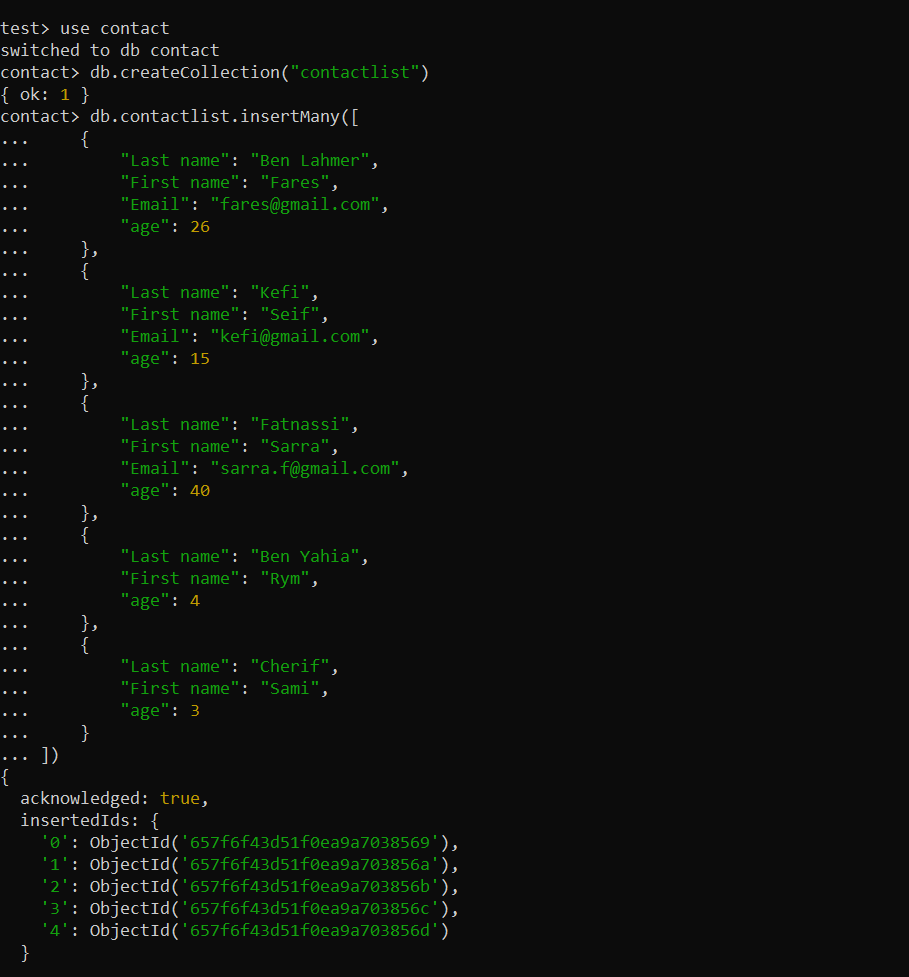 test> use contact
switched to db contact
contact> db.createCollection("contactlist")
{ ok: 1 }
contact> db.contactlist.insertMany([
...     {
...         "Last name": "Ben Lahmer",
...         "First name": "Fares",
...         "Email": "fares@gmail.com",
...         "age": 26
...     },
...     {
...         "Last name": "Kefi",
...         "First name": "Seif",
...         "Email": "kefi@gmail.com",
...         "age": 15
...     },
...     {
...         "Last name": "Fatnassi",
...         "First name": "Sarra",
...         "Email": "sarra.f@gmail.com",
...         "age": 40
...     },
...     {
...         "Last name": "Ben Yahia",
...         "First name": "Rym",
...         "age": 4
...     },
...     {
...         "Last name": "Cherif",
...         "First name": "Sami",
...         "age": 3
...     }
... ])
{
  acknowledged: true,
  insertedIds: {
    '0': ObjectId('657f6f43d51f0ea9a7038569'),
    '1': ObjectId('657f6f43d51f0ea9a703856a'),
    '2': ObjectId('657f6f43d51f0ea9a703856b'),
    '3': ObjectId('657f6f43d51f0ea9a703856c'),
    '4': ObjectId('657f6f43d51f0ea9a703856d')
  }